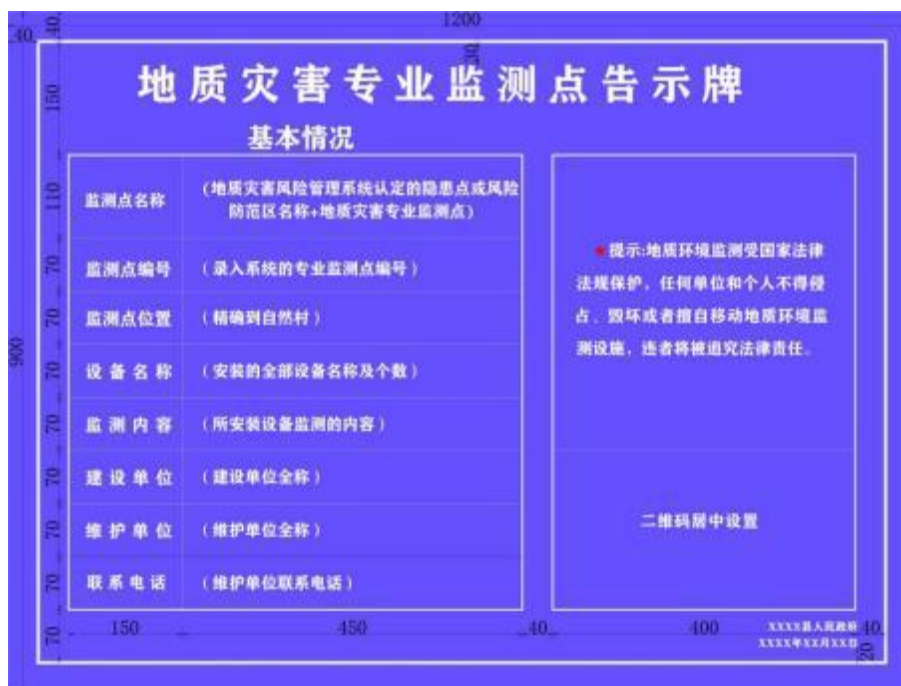 1200
40
40
30
地质灾害专业监测点告示牌
150
基本情况
110
监测点名称
(地质灾害风险管理系统认定的隐患点或风险
防范区名称+地质灾害专业监测点)
70
监测点编号
(录入系统的专业监测点编号)
70
监测点位置
(精确到自然村)
900
70
设备名称
(安装的全部设备名称及个数)
70
监测内容
(所安装设备监测的内容)
70
建设单位
(建设单位全称)
70
维护单位
(维护单位全称)
70
联系电话
(维护单位联系电话)
★提示:地质环境监测受国家法律
法规保护，任何单位和个人不得侵
占、毁坏或者擅自移动地质环境监
测设施，违者将被追究法律责任.
二维码居中设置
70
150
450
40
400
40
20
XXXX县人民政府
XXXX年XX月XX日